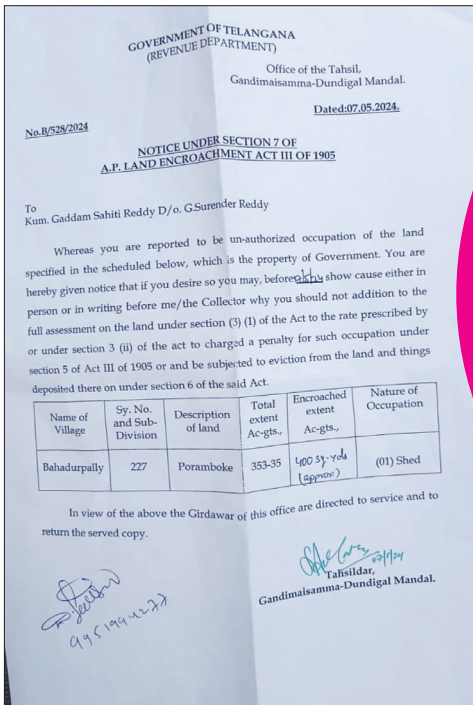 GOVERNMENT OF TELANGANA
(REVENUE DEPARTMENT)
Office of the Tahsil,
Gandimaisamma-Dundigal Mandal.
Dated:07.05.2024.
No.B/528/2024
NOTICE UNDER SECTION 7 OF
A.P. LAND ENCROACHMENT ACT III OF 1905
To
Kum. Gaddam Sahiti Reddy D/o. G.Surender Reddy
Whereas you are reported to be un-authorized occupation of the land
specified in the scheduled below, which is the property of Government. You are
hereby given notice that if you desire so you may, before show cause either in
person or in writing before me/the Collector why you should not addition to the
full assessment on the land under section (3) (1) of the Act to the rate prescribed by
or under section 3 (ii) of the act to charged a penalty for such occupation under
section 5 of Act III of 1905 or and be subjected to eviction from the land and things
deposited there on under section 6 of the said Act.
Name of Village Sy. No. and Sub-Division Description of land Total extent Ac-gts., Encroached extent Ac-gts., Nature of Occupation
Bahadurpally 227 Poramboke 353-35 400 Sq. yds (approx) (01) Shed
In view of the above the Girdawar of this office are directed to service and to
return the served copy.
Tahsildar,
Gandimaisamma-Dundigal Mandal.